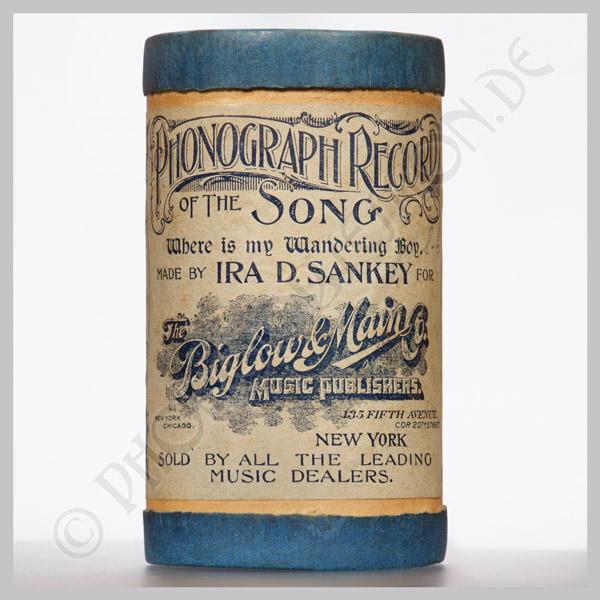 PHONOGRAPH RECORD
OF THE SONG
Where is my Wandering Boy.
MADE BY IRA D. SANKEY FOR
The
Biglow & Main Co.
MUSIC PUBLISHERS.
NEW YORK
CHICAGO.
135 FIFTH AVENUE.
COR 20TH STREET
NEW YORK
SOLD BY ALL THE LEADING
MUSIC DEALERS.